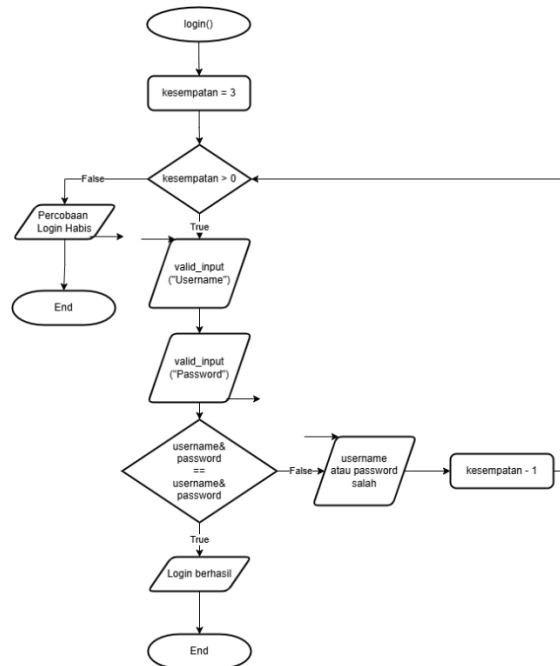 login()
kesempatan = 3
kesempatan > 0
False
Percobaan
Login Habis
End
True
valid_input
("Username")
valid_input
("Password")
username&
password
==
username&
password
False
username
atau password
salah
kesempatan - 1
True
Login berhasil
End